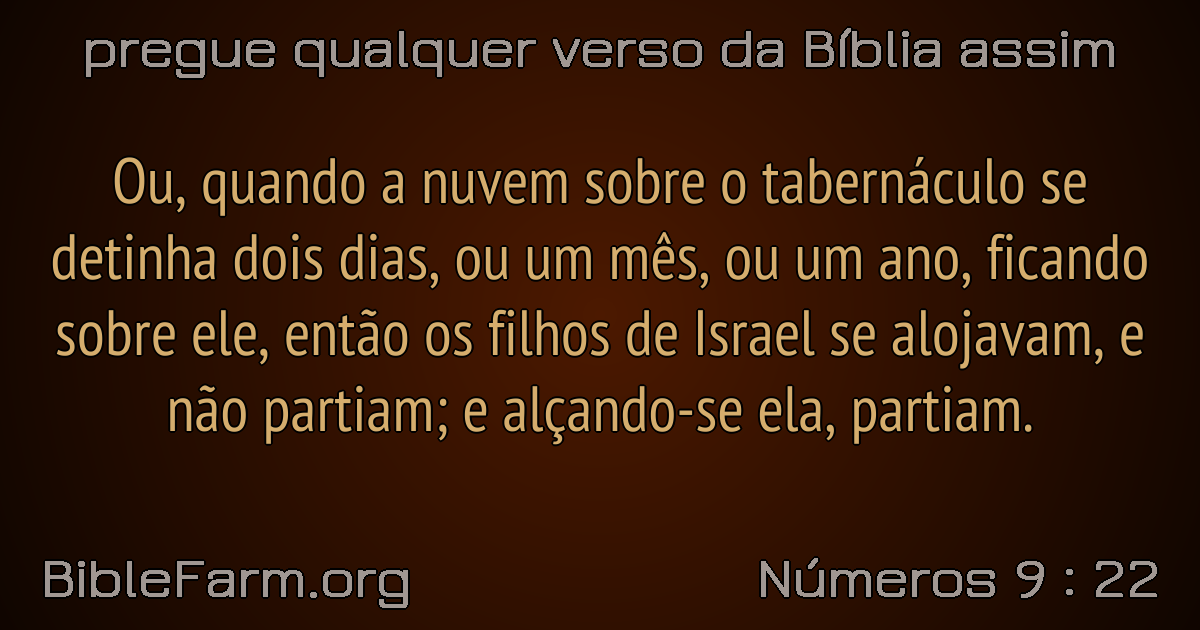 pregue qualquer verso da Bíblia assim
Ou, quando a nuvem sobre o tabernáculo se
detinha dois dias, ou um mês, ou um ano, ficando
sobre ele, então os filhos de Israel se alojavam, e
não partiam; e alçando-se ela, partiam.
BibleFarm.org
Números 9 : 22